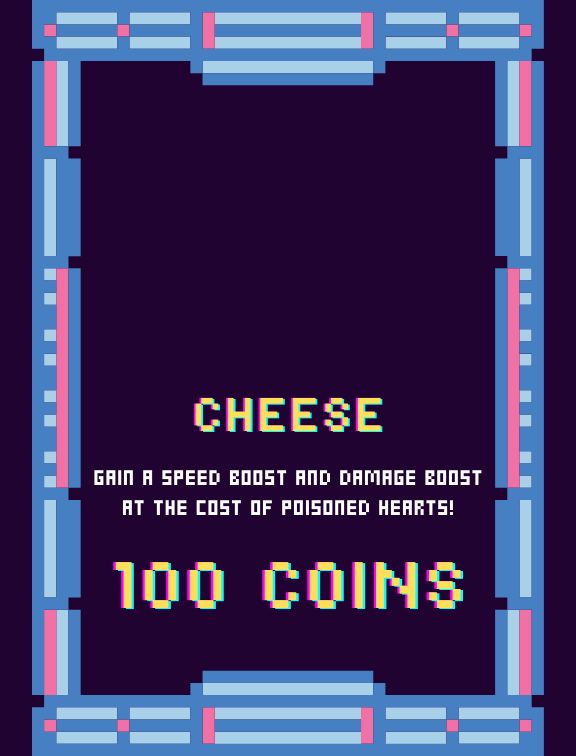 CHEESE
GAIN A SPEED BOOST AND DAMAGE BOOST
AT THE COST OF POISONED HEARTS!
100 COINS